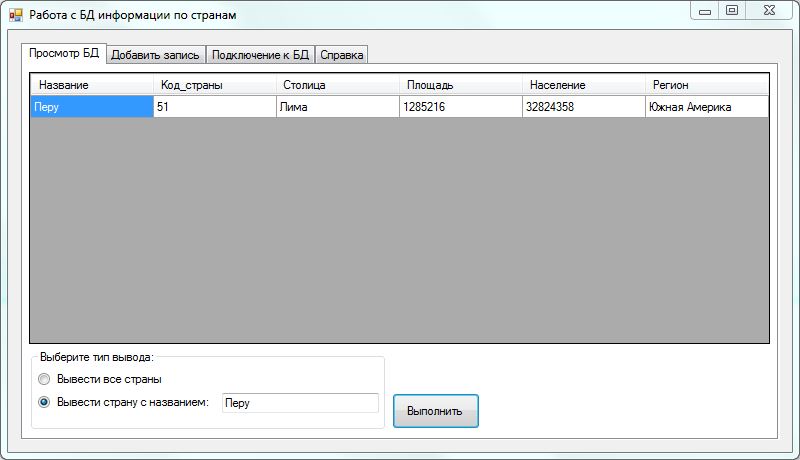 Работа с БД информации по странам
Просмотр БД Добавить запись Подключение к БД Справка
Название Код_страны Столица Площадь Население Регион
Перу 51 Лима 1285216 32824358 Южная Америка
Выберите тип вывода:
Вывести все страны
Вывести страну с названием: Перу
Выполнить